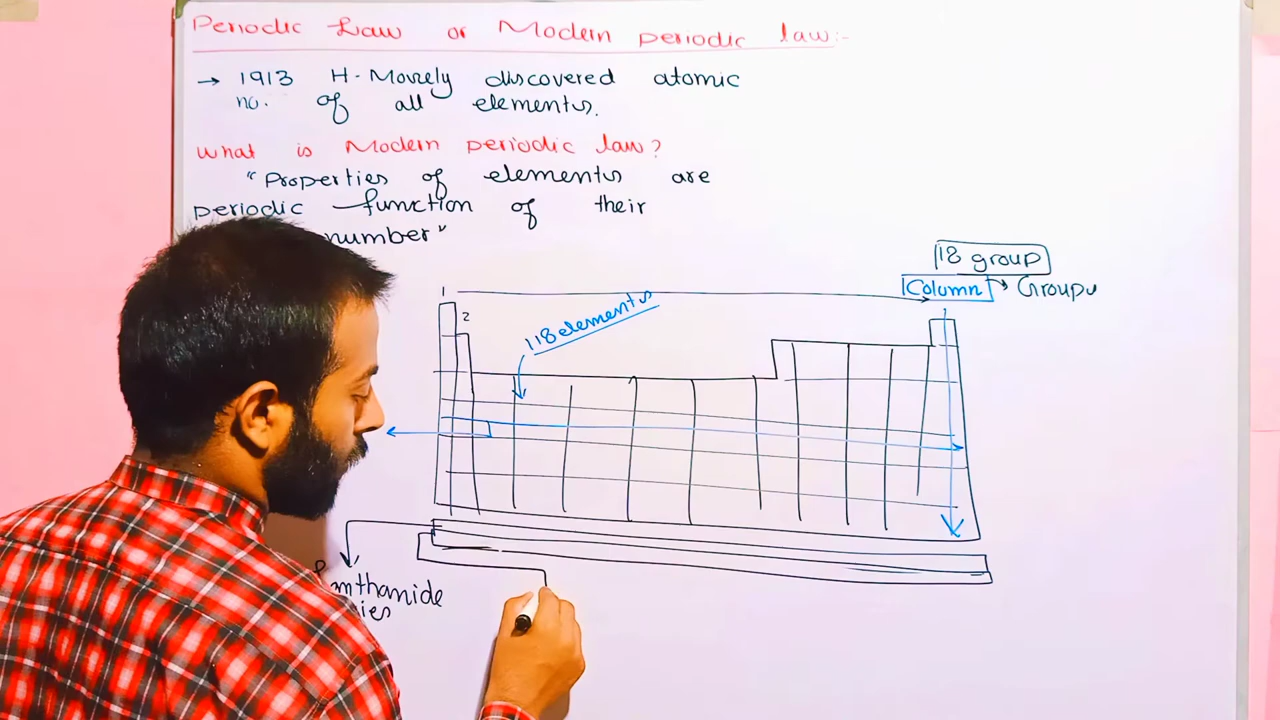 Periodic Law or Modern periodic law:-
→ 1913 H-Mosely discovered atomic
no. of all elements.
What is Modern periodic law?
"Properties of elements are
periodic function of their
number"
18 group
Column → Groups
1
2
118 elements
anthanide
ies